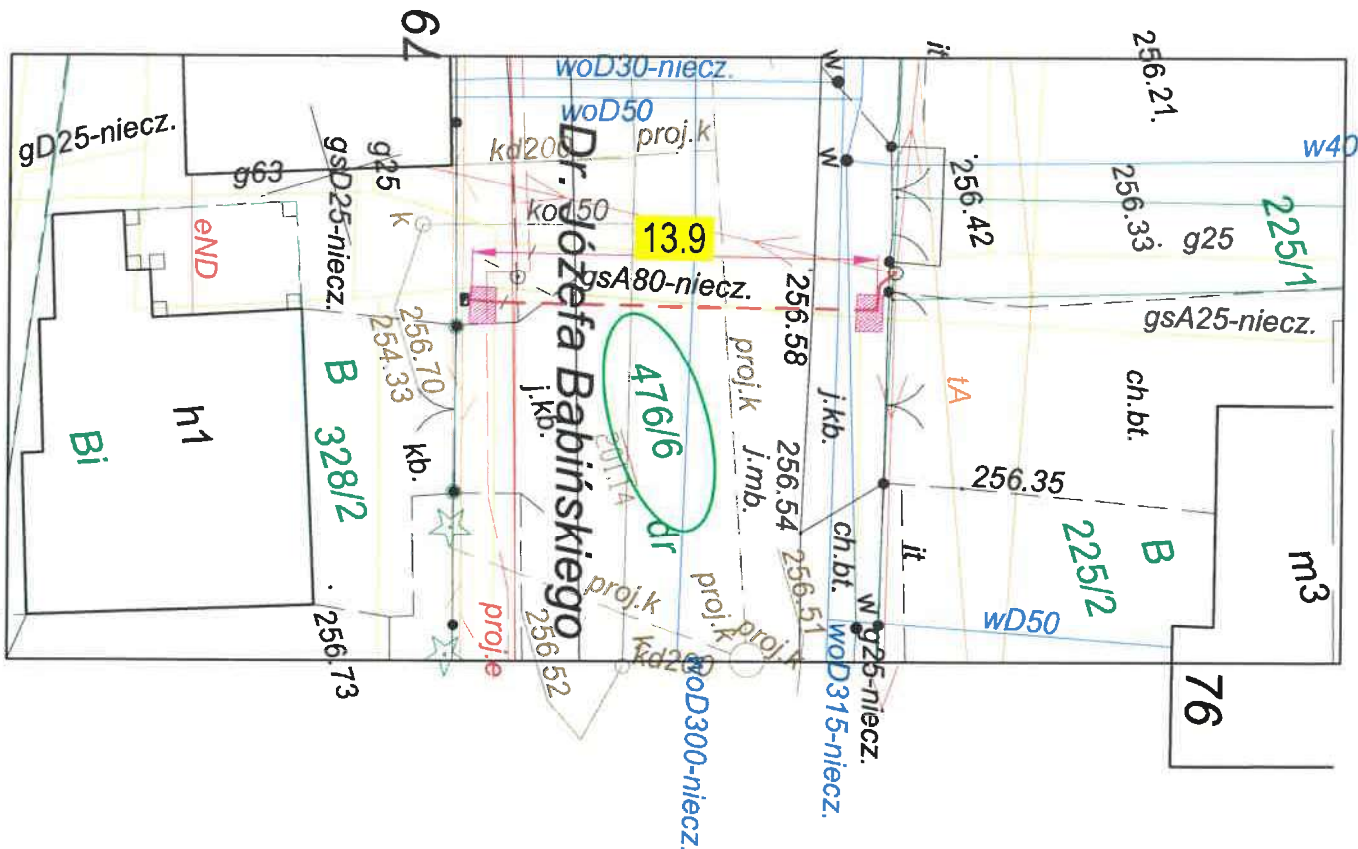 79
woD30-niecz.
w
it
256.21.
gD25-niecz.
woD50
kd200
proj.k
w
w40
g25
g63
gsD25-niecz.
256.42
256.33.
g25
225/1
k
13.9
eND
gsA80-niecz.
gsA25-niecz.
256.70
254.33
Dr. Józefa Babińskiego
256.58
proj.k
476/6
j.kb.
j.kb.
tA
ch.bt.
B
328/2
kb.
h1
Bi
j.mb.
256.54
256.35
dr
ch.bt.
it
B
225/2
m3
256.51
proj.k
proj.k
proj.k
256.73
proj.e
256.52
kd200
woD300-niecz.
woD315-niecz.
w
g25-niecz.
wD50
76